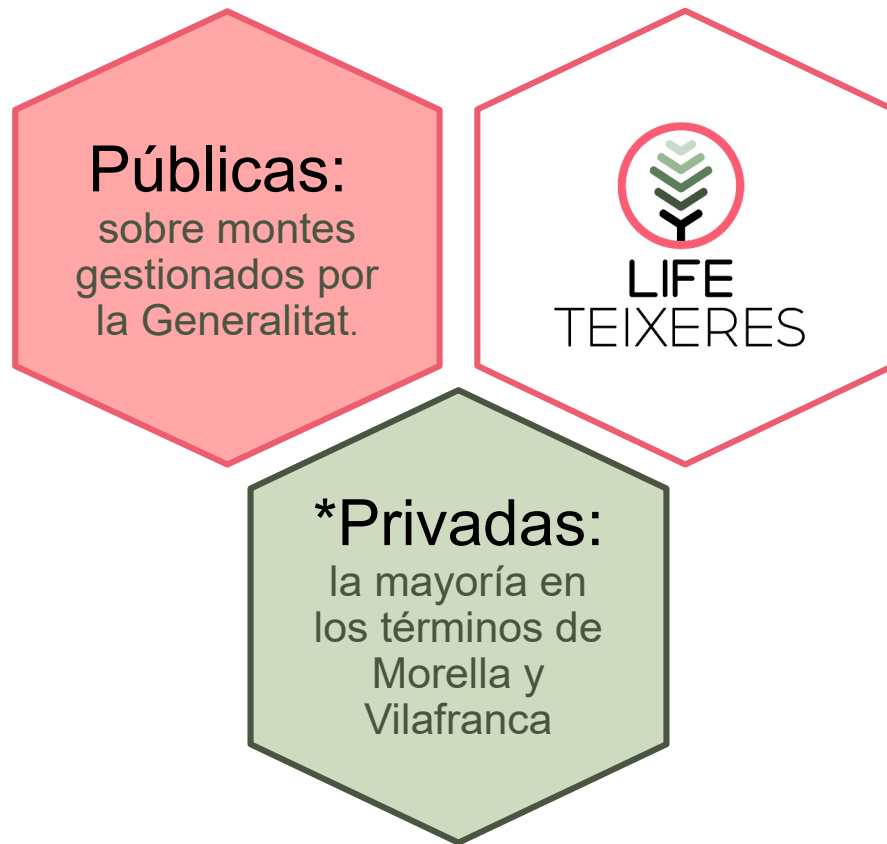 Públicas:
sobre montes
gestionados por
la Generalitat.
LIFE
TEIXERES
*Privadas:
la mayoría en
los términos de
Morella y
Vilafranca